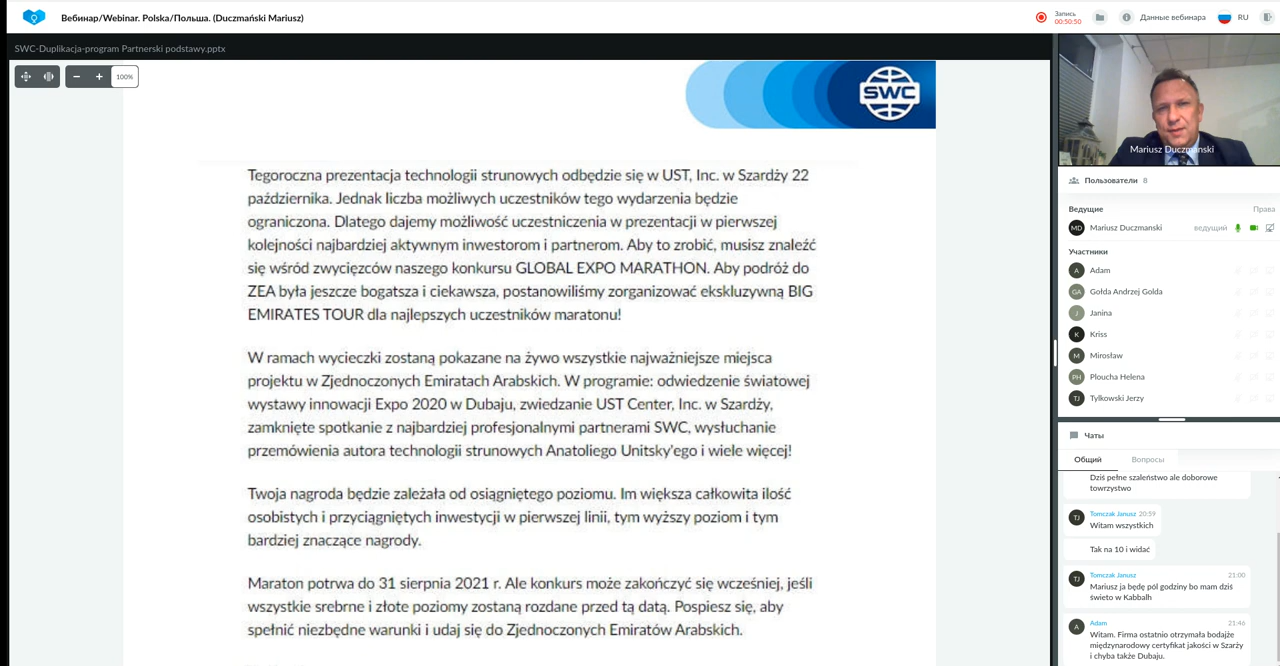 Вебинар/Webinar. Polska/Польша. (Duczmański Mariusz)
Запись
00:50:50
Данные вебинара
RU
SWC-Duplikacja-program Partnerski podstawy.pptx
100%
SWC
Tegoroczna prezentacja technologii strunowych odbędzie się w UST, Inc. w Szardży 22
października. Jednak liczba możliwych uczestników tego wydarzenia będzie
ograniczona. Dlatego dajemy możliwość uczestniczenia w prezentacji w pierwszej
kolejności najbardziej aktywnym inwestorom i partnerom. Aby to zrobić, musisz znaleźć
się wśród zwycięzców naszego konkursu GLOBAL EXPO MARATHON. Aby podróż do
ZEA była jeszcze bogatsza i ciekawsza, postanowiliśmy zorganizować ekskluzywną BIG
EMIRATES TOUR dla najlepszych uczestników maratonu!
W ramach wycieczki zostaną pokazane na żywo wszystkie najważniejsze miejsca
projektu w Zjednoczonych Emiratach Arabskich. W programie: odwiedzenie światowej
wystawy innowacji Expo 2020 w Dubaju, zwiedzanie UST Center, Inc. w Szardży,
zamknięte spotkanie z najbardziej profesjonalnymi partnerami SWC, wysłuchanie
przemówienia autora technologii strunowych Anatoliego Unitsky'ego i wiele więcej!
Twoja nagroda będzie zależała od osiągniętego poziomu. Im większa całkowita ilość
osobistych i przyciągniętych inwestycji w pierwszej linii, tym wyższy poziom i tym
bardziej znaczące nagrody.
Maraton potrwa do 31 sierpnia 2021 r. Ale konkurs może zakończyć się wcześniej, jeśli
wszystkie srebrne i złote poziomy zostaną rozdane przed tą datą. Pospiesz się, aby
spełnić niezbędne warunki i udaj się do Zjednoczonych Emiratów Arabskich.
Mariusz Duczmanski
Пользователи 8
Ведущие Права
MD Mariusz Duczmanski ведущий
Участники
A Adam
GA Gołda Andrzej Golda
J Janina
K Kriss
M Mirosław
PH Ploucha Helena
TJ Tylkowski Jerzy
Чаты
Общий Вопросы
Dziś pełne szaleństwo ale doborowe
towrzystwo
TJ Tomczak Janusz 20:59
Witam wszystkich
Tak na 10 i widać
TJ Tomczak Janusz 21:00
Mariusz ja będę pól godziny bo mam dziś
świeto w Kabbalh
A Adam 21:46
Witam. Firma ostatnio otrzymała bodajże
międzynarodowy certyfikat jakości w Szarży
i chyba także Dubaju.